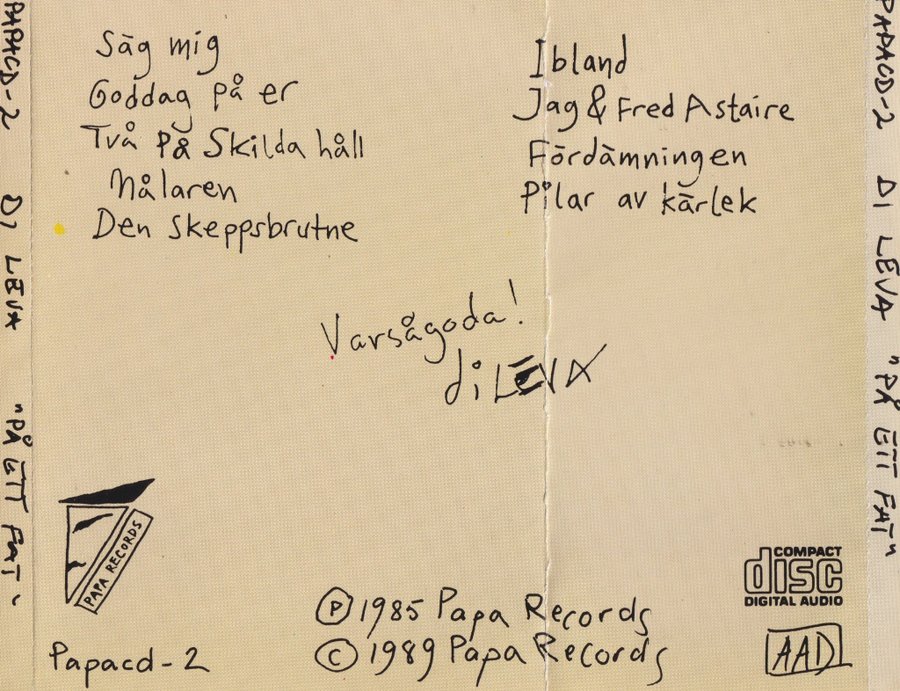 Säg mig
Goddag på er
Två på Skilda håll
Målaren
Den skeppsbrutne
Ibland
Jag & Fred Astaire
Fördämningen
Pilar av kärlek
Varsågoda!
di LEVA
PAPA RECORDS
Papacd-2
Ⓟ 1985 Papa Records
© 1989 Papa Records
COMPACT
disc
DIGITAL AUDIO
AAD
PAPACD-2 DI LEVA "PÅ ETT FAT"
PAPACD-2 DI LEVA "PÅ ETT FAT"